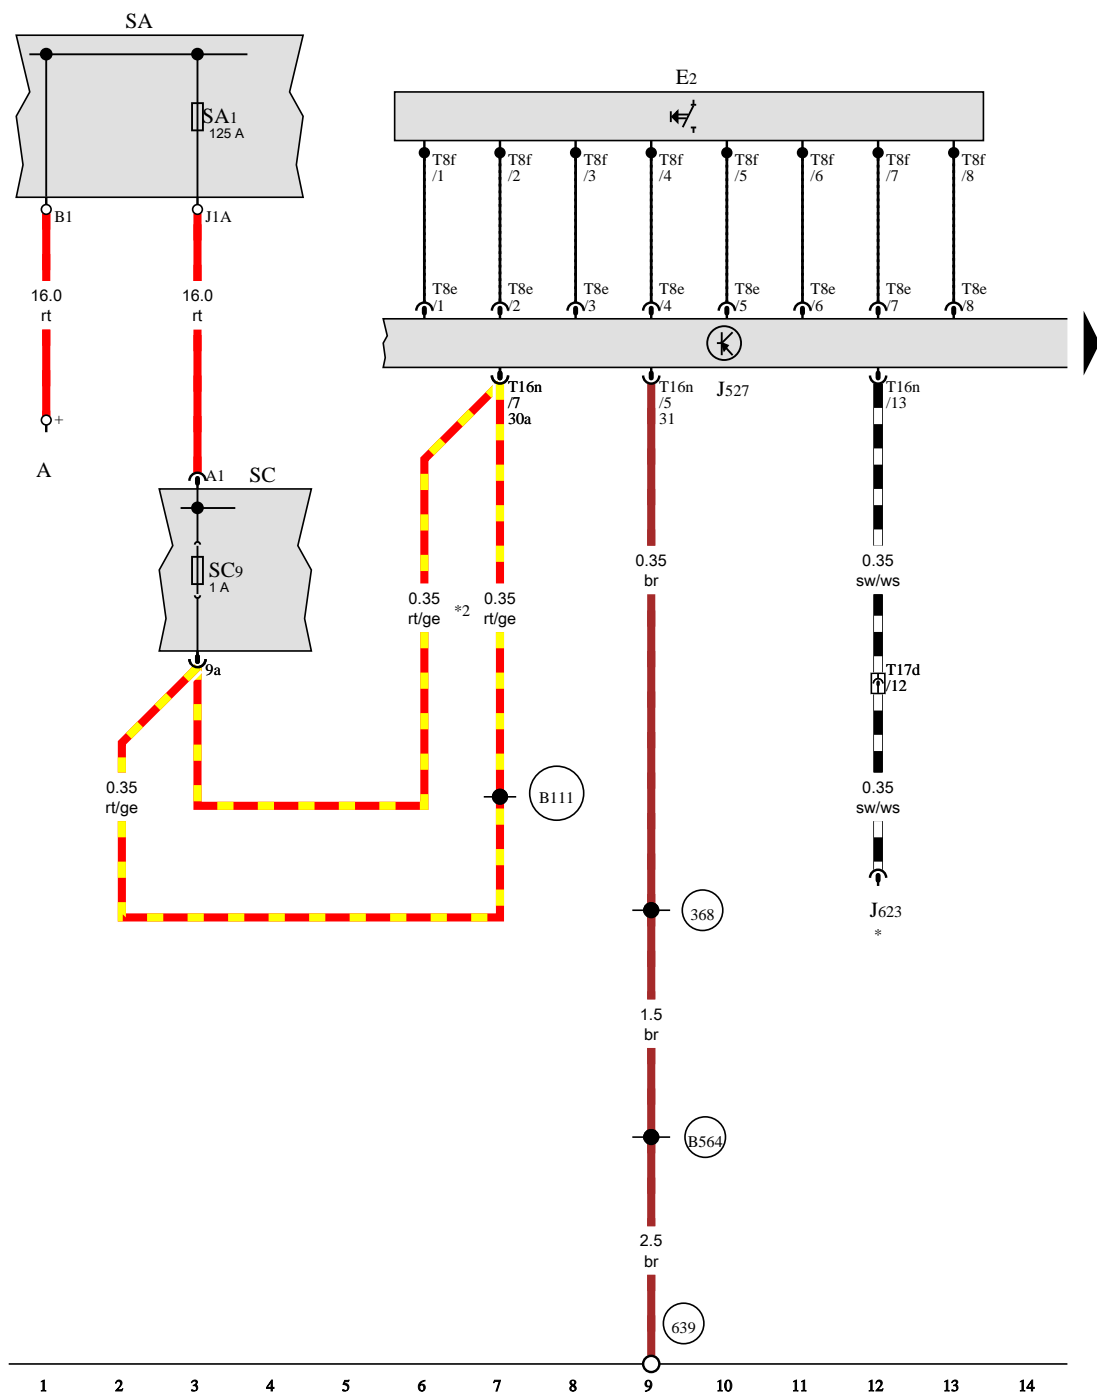 SA
E2
SA1
125 A
T8f
/1
T8f
/2
T8f
/3
T8f
/4
T8f
/5
T8f
/6
T8f
/7
T8f
/8
B1
J1A
16.0
rt
16.0
rt
T8e
/1
T8e
/2
T8e
/3
T8e
/4
T8e
/5
T8e
/6
T8e
/7
T8e
/8
J527
T16n
/7
30a
T16n
/5
31
T16n
/13
+
A
A1
SC
SC9
1 A
9a
0.35
rt/ge
*2
0.35
rt/ge
0.35
br
0.35
sw/ws
T17d
/12
0.35
rt/ge
B111
0.35
sw/ws
J623
*
368
1.5
br
B564
2.5
br
639
1 2 3 4 5 6 7 8 9 10 11 12 13 14